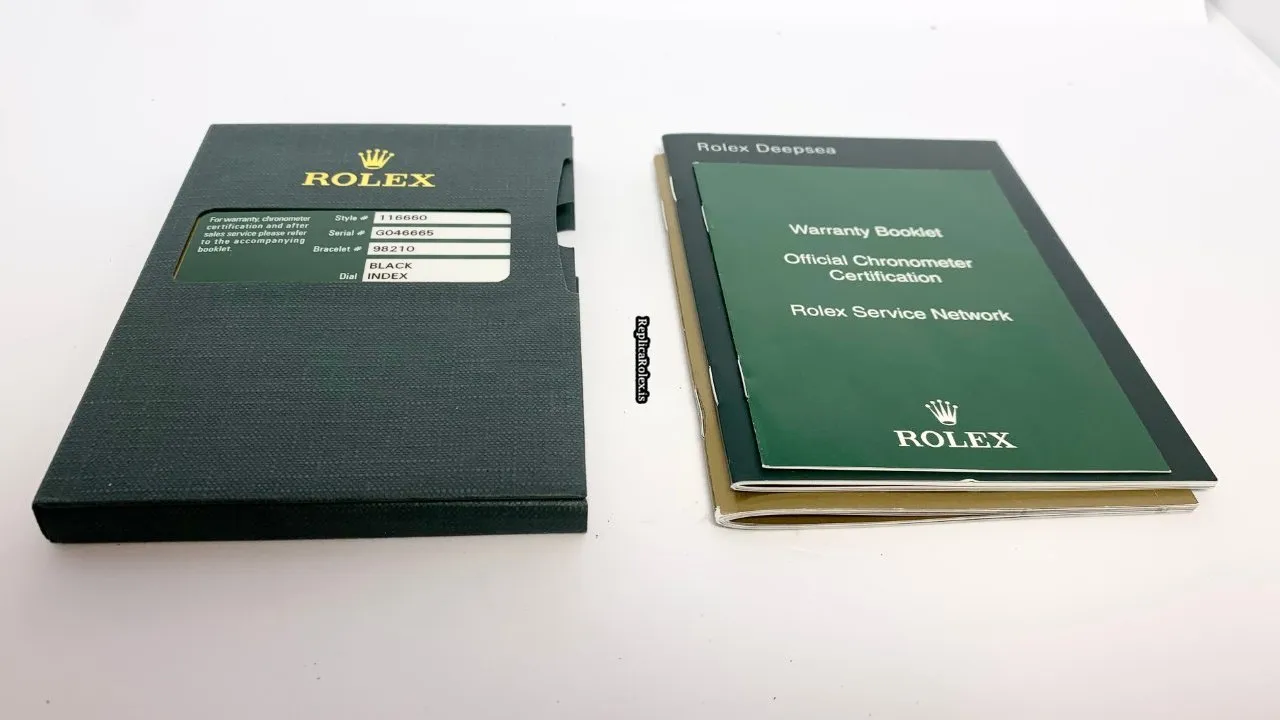 ROLEX
For warranty, chronometer
certification and after
sales service please refer
to the accompanying
booklet.
Style # 116660
Serial # G046665
Bracelet # 98210
Dial BLACK
INDEX
ReplicaRolex.is
Rolex Deepsea
Warranty Booklet
Official Chronometer
Certification
Rolex Service Network
ROLEX